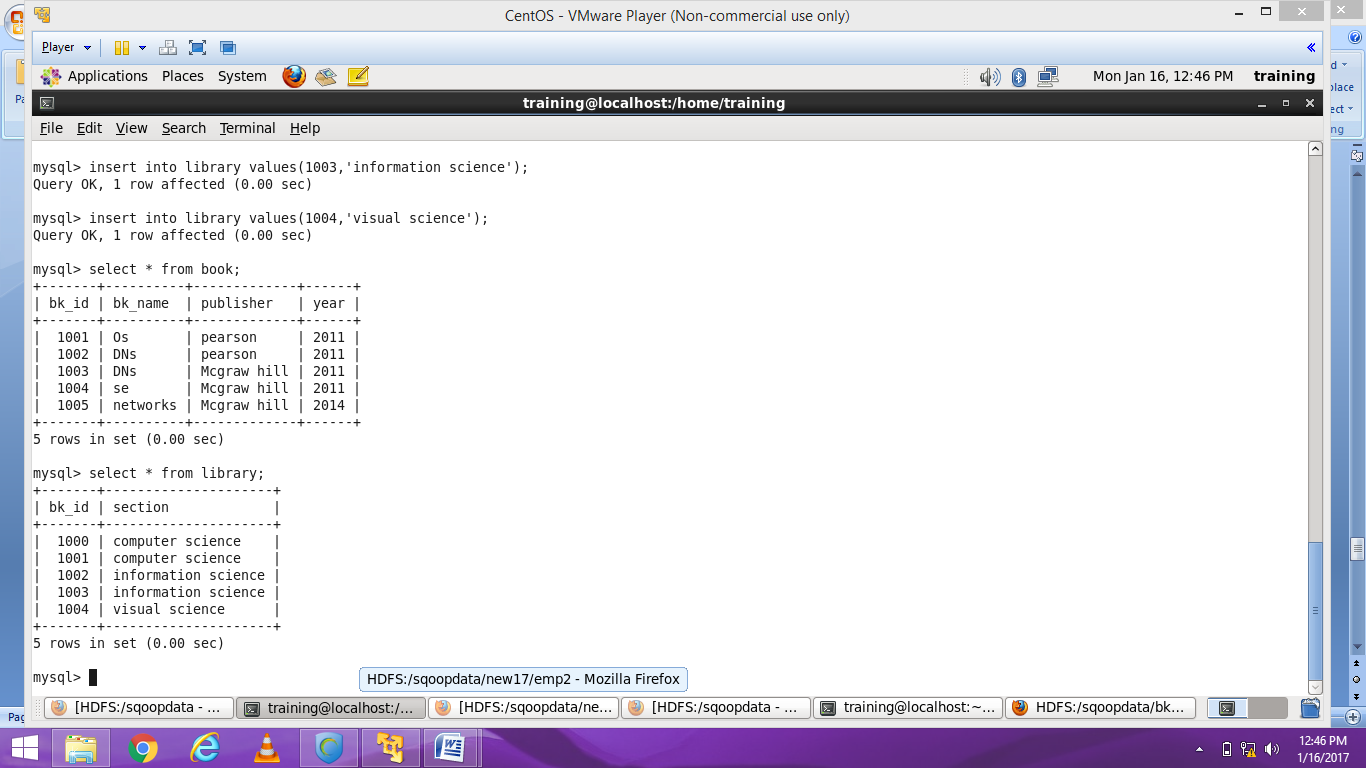 CentOS - VMware Player (Non-commercial use only)
Player
Applications Places System Mon Jan 16, 12:46 PM training
training@localhost:/home/training
File Edit View Search Terminal Help
mysql> insert into library values(1003,'information science');
Query OK, 1 row affected (0.00 sec)
mysql> insert into library values(1004,'visual science');
Query OK, 1 row affected (0.00 sec)
mysql> select * from book;
+-------+----------+-------------+------+
| bk_id | bk_name  | publisher   | year |
+-------+----------+-------------+------+
|  1001 | Os       | pearson     | 2011 |
|  1002 | DNs      | pearson     | 2011 |
|  1003 | DNs      | Mcgraw hill | 2011 |
|  1004 | se       | Mcgraw hill | 2011 |
|  1005 | networks | Mcgraw hill | 2014 |
+-------+----------+-------------+------+
5 rows in set (0.00 sec)
mysql> select * from library;
+-------+---------------------+
| bk_id | section             |
+-------+---------------------+
|  1000 | computer science    |
|  1001 | computer science    |
|  1002 | information science |
|  1003 | information science |
|  1004 | visual science      |
+-------+---------------------+
5 rows in set (0.00 sec)
mysql>
HDFS:/sqoopdata/new17/emp2 - Mozilla Firefox
[HDFS:/sqoopdata - ... training@localhost:/... [HDFS:/sqoopdata/ne... [HDFS:/sqoopdata - ... training@localhost:~... HDFS:/sqoopdata/bk...
12:46 PM
1/16/2017